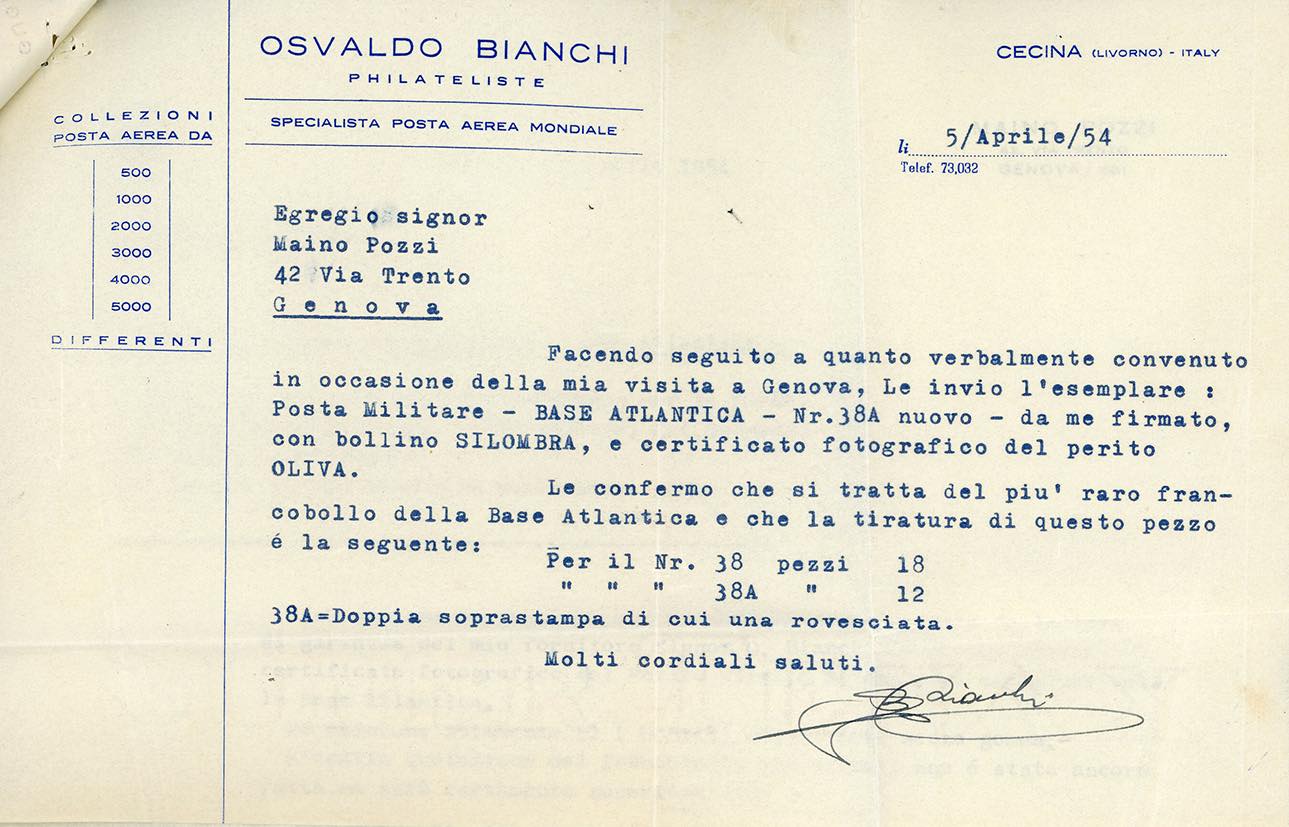 OSVALDO BIANCHI
PHILATELISTE
SPECIALISTA POSTA AEREA MONDIALE
CECINA (LIVORNO) - ITALY
lì 5/Aprile/54
Telef. 73,032
COLLEZIONI
POSTA AEREA DA
500
1000
2000
3000
4000
5000
DIFFERENTI
Egregio signor
Maino Pozzi
42 Via Trento
G e n o v a
Facendo seguito a quanto verbalmente convenuto
in occasione della mia visita a Genova, Le invio l'esemplare :
Posta Militare - BASE ATLANTICA - Nr.38A nuovo - da me firmato,
con bollino SILOMBRA, e certificato fotografico del perito
OLIVA.
Le confermo che si tratta del piu' raro fran-
cobollo della Base Atlantica e che la tiratura di questo pezzo
é la seguente:
Per il Nr. 38 pezzi 18
" " " 38A " 12
38A=Doppia soprastampa di cui una rovesciata.
Molti cordiali saluti.
Bianchi